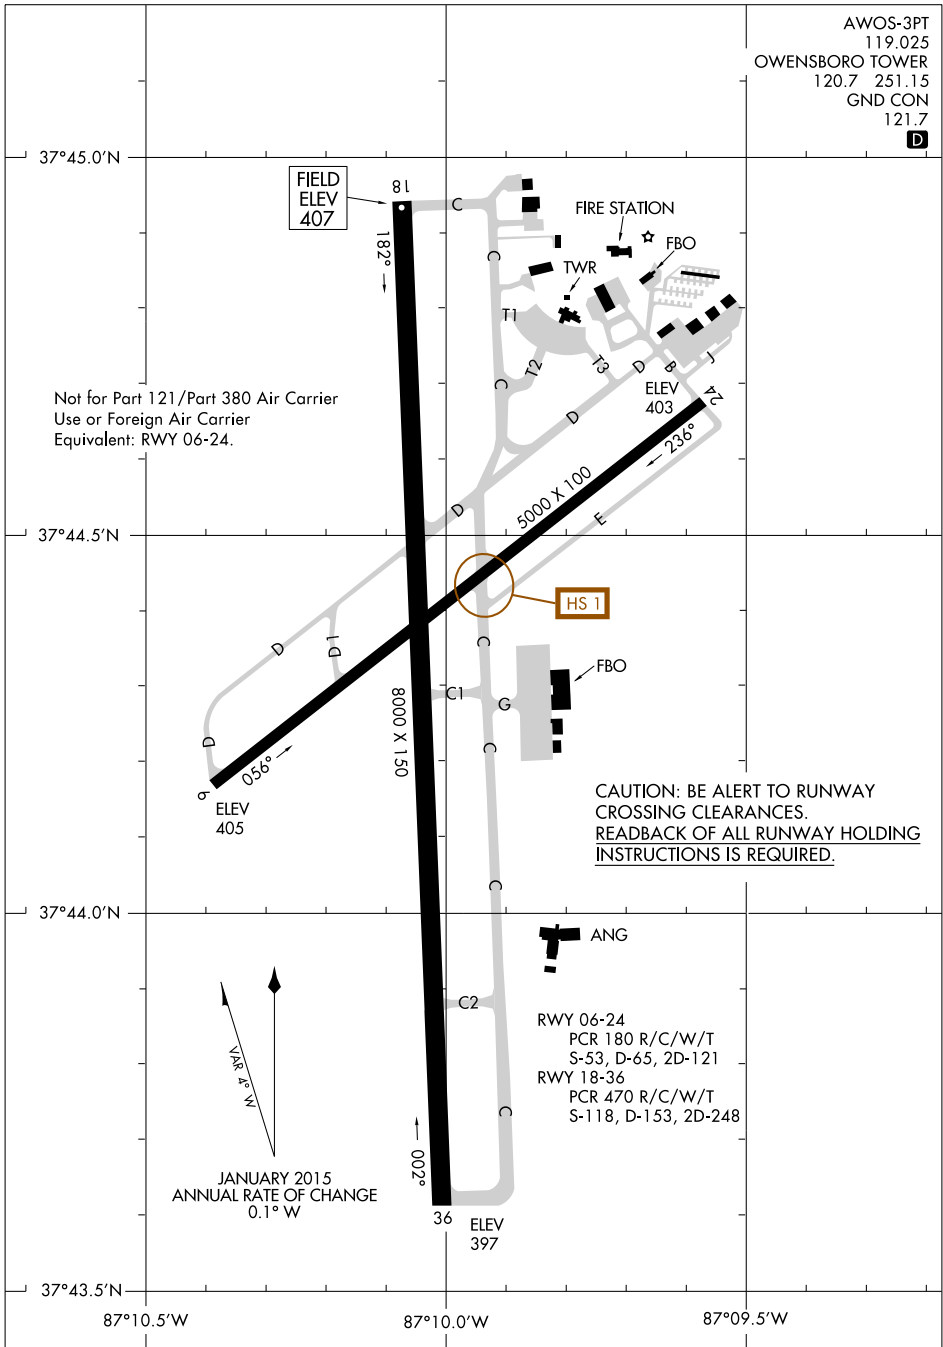 AWOS-3PT
119.025
OWENSBORO TOWER
120.7 251.15
GND CON
121.7
D
37°45.0'N
FIELD
ELEV
407
18
C
FIRE STATION
FBO
182°
C
TWR
T1
T2
T3
D
B
J
C
ELEV
403
24
Not for Part 121/Part 380 Air Carrier
Use or Foreign Air Carrier
Equivalent: RWY 06-24.
D
236°
5000 X 100
D
E
37°44.5'N
HS 1
D
D1
C
FBO
C1
G
8000 X 150
D
C
056°
6
ELEV
405
CAUTION: BE ALERT TO RUNWAY
CROSSING CLEARANCES.
READBACK OF ALL RUNWAY HOLDING
INSTRUCTIONS IS REQUIRED.
C
37°44.0'N
ANG
C2
RWY 06-24
PCR 180 R/C/W/T
S-53, D-65, 2D-121
RWY 18-36
PCR 470 R/C/W/T
S-118, D-153, 2D-248
VAR 4° W
C
002°
JANUARY 2015
ANNUAL RATE OF CHANGE
0.1° W
36
ELEV
397
37°43.5'N
87°10.5'W
87°10.0'W
87°09.5'W